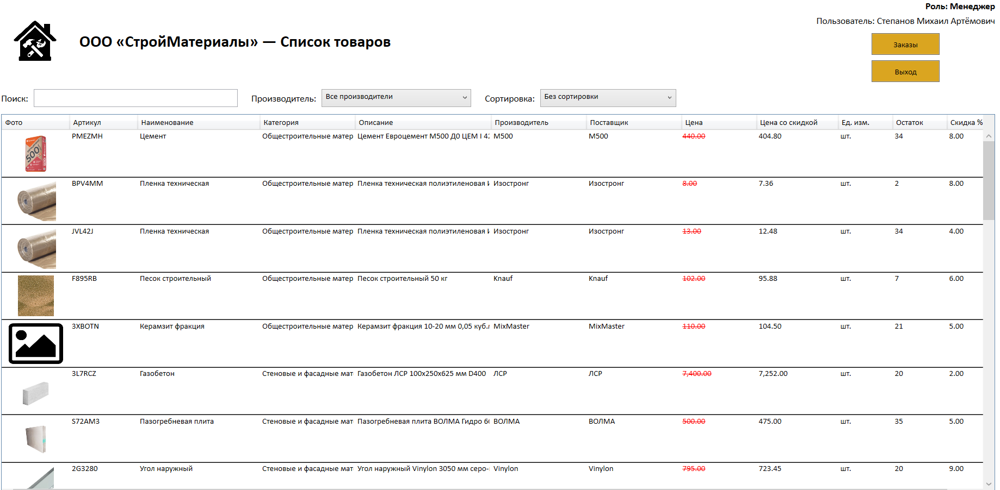 Роль: Менеджер
Пользователь: Степанов Михаил Артёмович
ООО «СтройМатериалы» — Список товаров
Заказы
Выход
Поиск: Производитель: Все производители Сортировка: Без сортировки
Фото Артикул Наименование Категория Описание Производитель Поставщик Цена Цена со скидкой Ед. изм. Остаток Скидка %
500
PMEZMH Цемент Общестроительные матер Цемент Евроцемент М500 Д0 ЦЕМ I 42 М500 М500 440.00 404.80 шт. 34 8.00
BPV4MM Пленка техническая Общестроительные матер Пленка техническая полиэтиленовая И Изостронг Изостронг 8.00 7.36 шт. 2 8.00
JVL42J Пленка техническая Общестроительные матер Пленка техническая полиэтиленовая И Изостронг Изостронг 13.00 12.48 шт. 34 4.00
F895RB Песок строительный Общестроительные матер Песок строительный 50 кг Knauf Knauf 102.00 95.88 шт. 7 6.00
3XBOTN Керамзит фракция Общестроительные матер Керамзит фракция 10-20 мм 0,05 куб.м MixMaster MixMaster 110.00 104.50 шт. 21 5.00
3L7RCZ Газобетон Стеновые и фасадные мат Газобетон ЛСР 100х250х625 мм D400 ЛСР ЛСР 7,400.00 7,252.00 шт. 20 2.00
S72AM3 Пазогребневая плита Стеновые и фасадные мат Пазогребневая плита ВОЛМА Гидро 66 ВОЛМА ВОЛМА 500.00 475.00 шт. 35 5.00
2G3280 Угол наружный Стеновые и фасадные мат Угол наружный Vinylon 3050 мм серо- Vinylon Vinylon 795.00 723.45 шт. 20 9.00